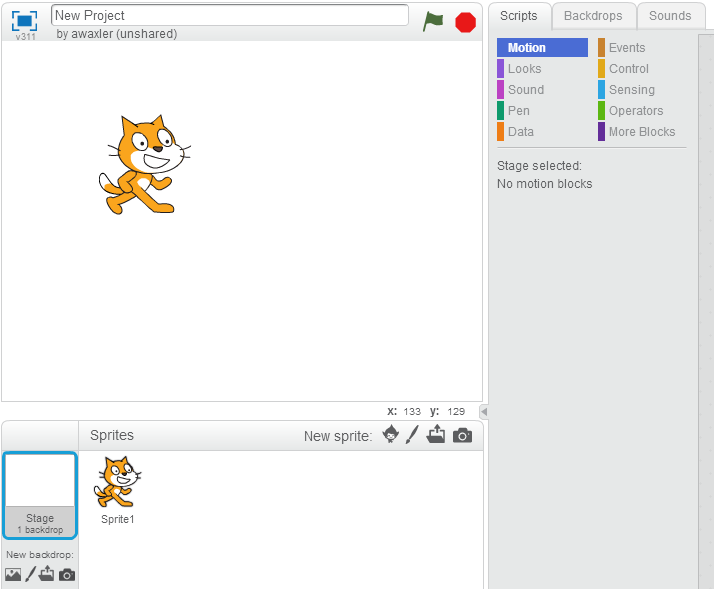 New Project
v311
by awaxler (unshared)
Scripts
Backdrops
Sounds
Motion
Events
Looks
Control
Sound
Sensing
Pen
Operators
Data
More Blocks
Stage selected:
No motion blocks
x: 133 y: 129
Sprites
New sprite:
Stage
1 backdrop
Sprite1
New backdrop: